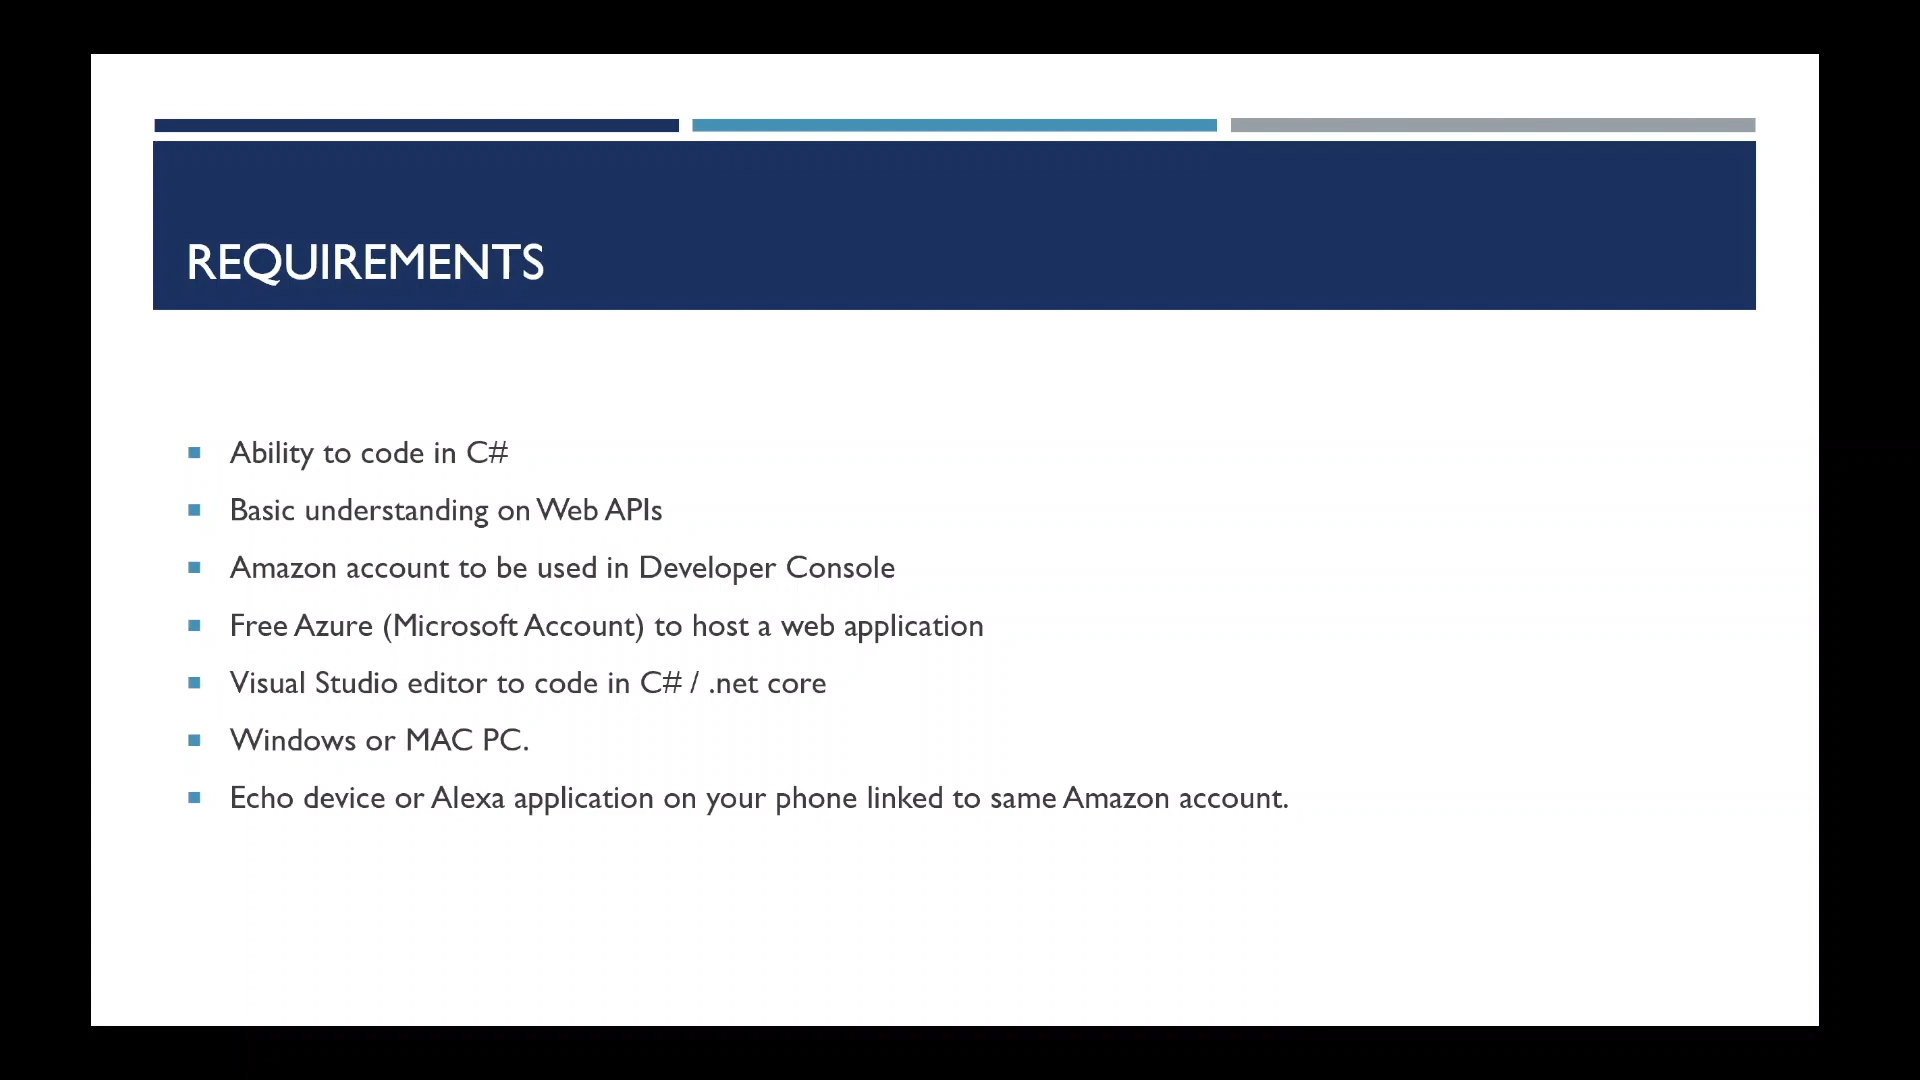 REQUIREMENTS
Ability to code in C#
Basic understanding on Web APIs
Amazon account to be used in Developer Console
Free Azure (Microsoft Account) to host a web application
Visual Studio editor to code in C# / .net core
Windows or MAC PC.
Echo device or Alexa application on your phone linked to same Amazon account.